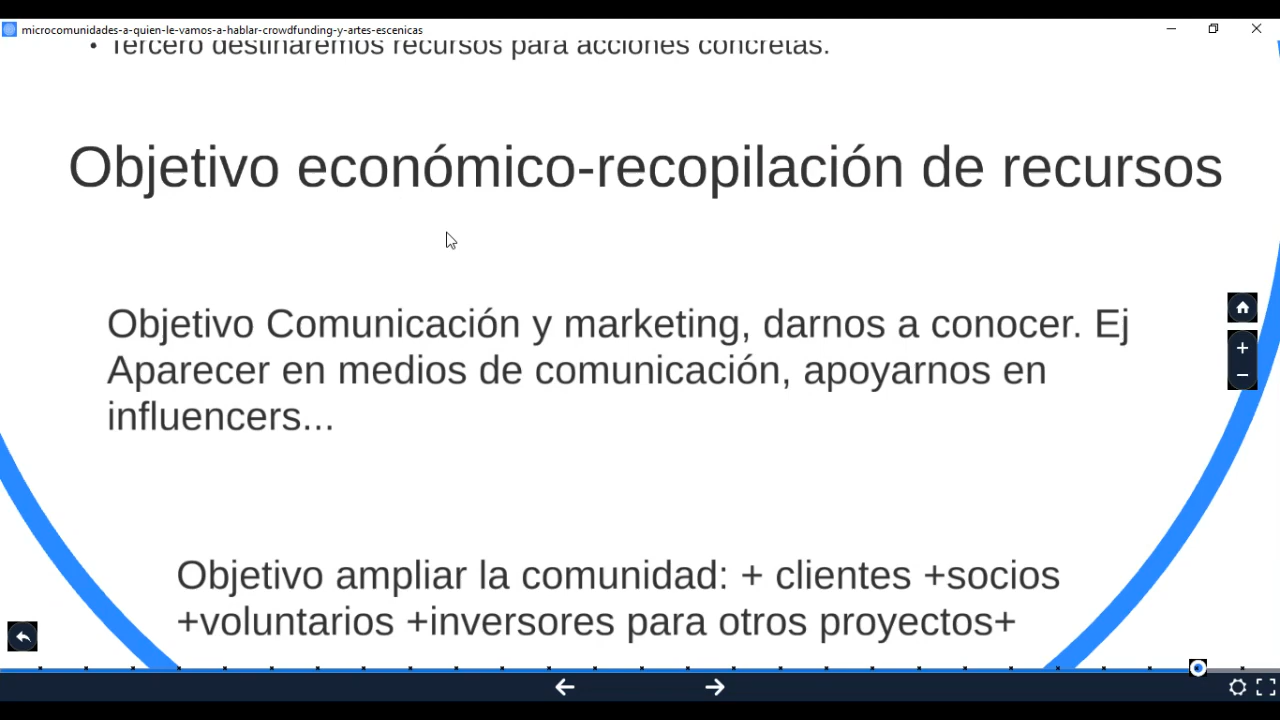 microcomunidades-a-quien-le-vamos-a-hablar-crowdfunding-y-artes-escenicas
• Tercero destinaremos recursos para acciones concretas.
Objetivo económico-recopilación de recursos
Objetivo Comunicación y marketing, darnos a conocer. Ej
Aparecer en medios de comunicación, apoyarnos en
influencers...
Objetivo ampliar la comunidad: + clientes +socios
+voluntarios +inversores para otros proyectos+